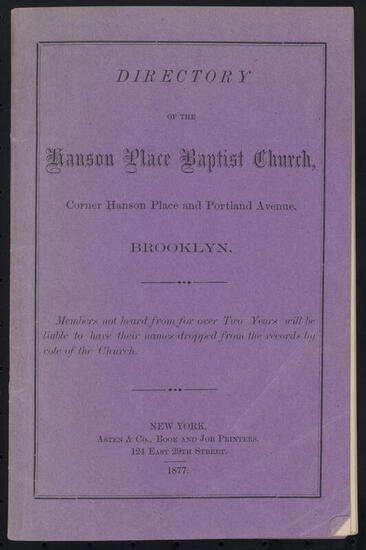 DIRECTORY
OF THE
Hanson Place Baptist Church,
Corner Hanson Place and Portland Avenue,
BROOKLYN.
Members not heard from for over Two Years will be
liable to have their names dropped from the records by
vote of the Church.
NEW YORK.
ASTEN & CO., BOOK AND JOB PRINTERS.
124 EAST 29TH STREET.
1877.